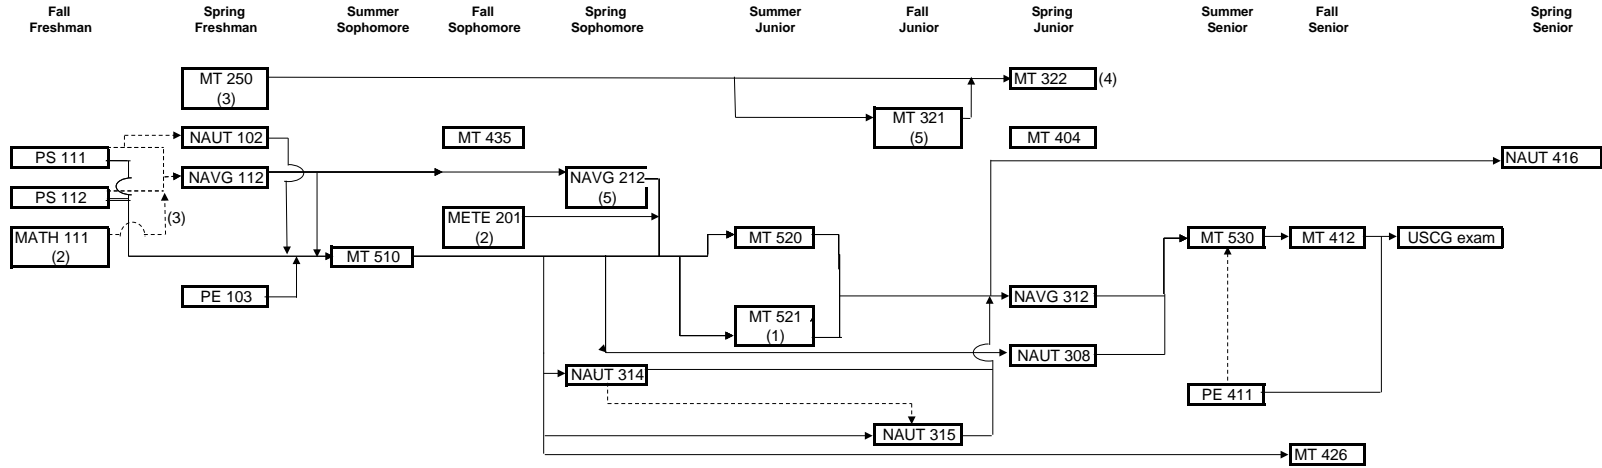 Fall Freshman
Spring Freshman
Summer Sophomore
Fall Sophomore
Spring Sophomore
Summer Junior
Fall Junior
Spring Junior
Summer Senior
Fall Senior
Spring Senior
MT 250
(3)
MT 322 (4)
MT 321
(5)
NAUT 102
MT 435
MT 404
PS 111
NAUT 416
NAVG 112
NAVG 212
(5)
PS 112
(3)
METE 201
(2)
MATH 111
(2)
MT 520
MT 530
MT 412
USCG exam
MT 510
PE 103
NAVG 312
MT 521
(1)
NAUT 308
NAUT 314
PE 411
NAUT 315
MT 426